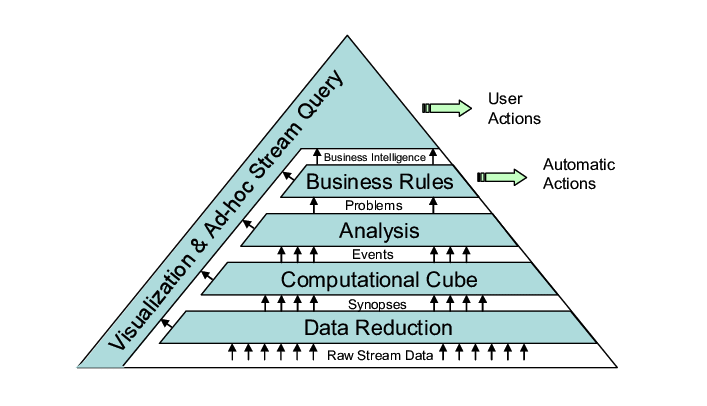 Visualization & Ad-hoc Stream Query
User
Actions
Business Intelligence
Automatic
Actions
Business Rules
Problems
Analysis
Events
Computational Cube
Synopses
Data Reduction
Raw Stream Data